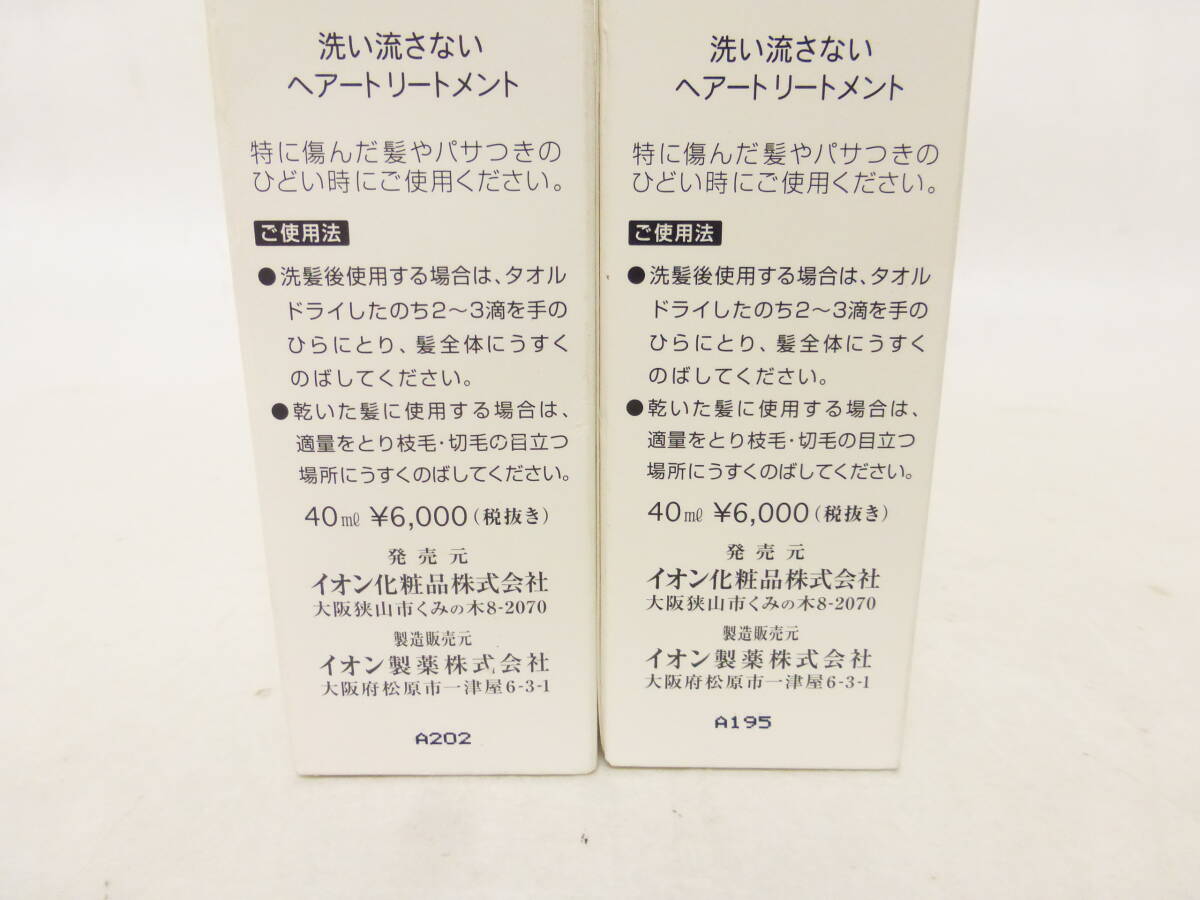 洗い流さない
ヘアートリートメント
特に傷んだ髪やパサつきの
ひどい時にご使用ください。
ご使用法
●洗髪後使用する場合は、タオル
ドライしたのち2〜3滴を手の
ひらにとり、髪全体にうすく
のばしてください。
●乾いた髪に使用する場合は、
適量をとり枝毛・切毛の目立つ
場所にうすくのばしてください。
40mℓ ¥6,000(税抜き)
発売元
イオン化粧品株式会社
大阪狭山市くみの木8-2070
製造販売元
イオン製薬株式会社
大阪府松原市一津屋6-3-1
A202
洗い流さない
ヘアートリートメント
特に傷んだ髪やパサつきの
ひどい時にご使用ください。
ご使用法
●洗髪後使用する場合は、タオル
ドライしたのち2〜3滴を手の
ひらにとり、髪全体にうすく
のばしてください。
●乾いた髪に使用する場合は、
適量をとり枝毛・切毛の目立つ
場所にうすくのばしてください。
40mℓ ¥6,000(税抜き)
発売元
イオン化粧品株式会社
大阪狭山市くみの木8-2070
製造販売元
イオン製薬株式会社
大阪府松原市一津屋6-3-1
A195